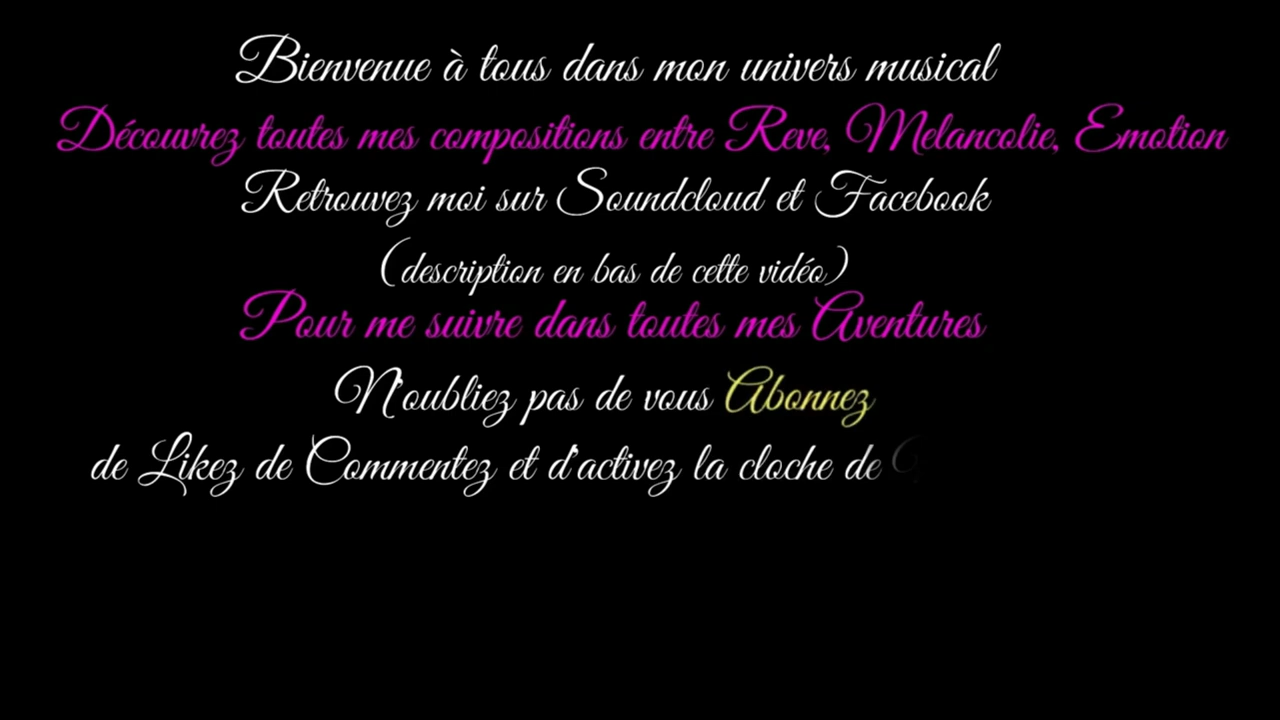 Bienvenue à tous dans mon univers musical
Découvrez toutes mes compositions entre Reve, Melancolie, Emotion
Retrouvez moi sur Soundcloud et Facebook
(description en bas de cette vidéo)
Pour me suivre dans toutes mes Aventures
N'oubliez pas de vous Abonnez
de Likez de Commentez et d'activez la cloche de